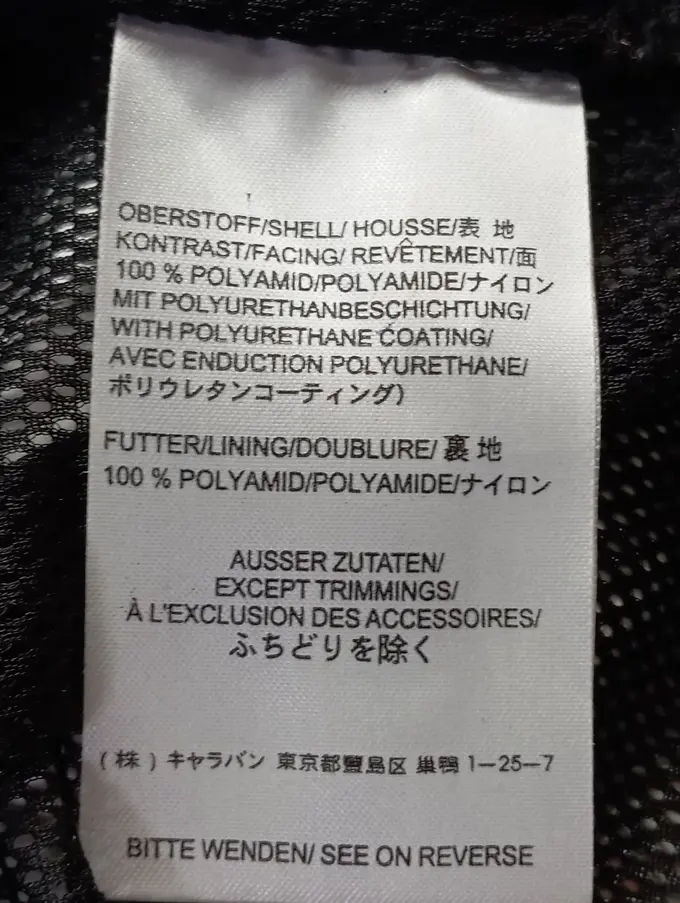 OBERSTOFF/SHELL/ HOUSSE/表 地
KONTRAST/FACING/ REVÊTEMENT/面
100 % POLYAMID/POLYAMIDE/ナイロン
MIT POLYURETHANBESCHICHTUNG/
WITH POLYURETHANE COATING/
AVEC ENDUCTION POLYURETHANE/
ポリウレタンコーティング)
FUTTER/LINING/DOUBLURE/ 裏 地
100 % POLYAMID/POLYAMIDE/ナイロン
AUSSER ZUTATEN/
EXCEPT TRIMMINGS/
À L'EXCLUSION DES ACCESSOIRES/
ふちどりを除く
(株) キャラバン 東京都豐島区 巣鴨 1-25-7
BITTE WENDEN/ SEE ON REVERSE